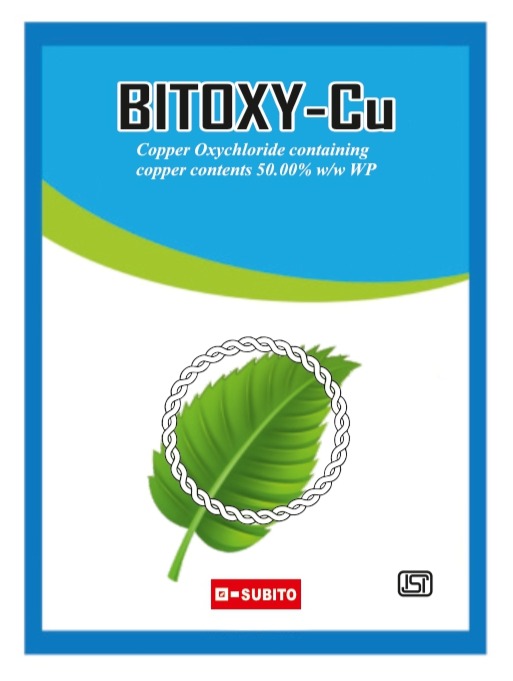 BITOXY-Cu
Copper Oxychloride containing
copper contents 50.00% w/w WP
SUBITO
ISI